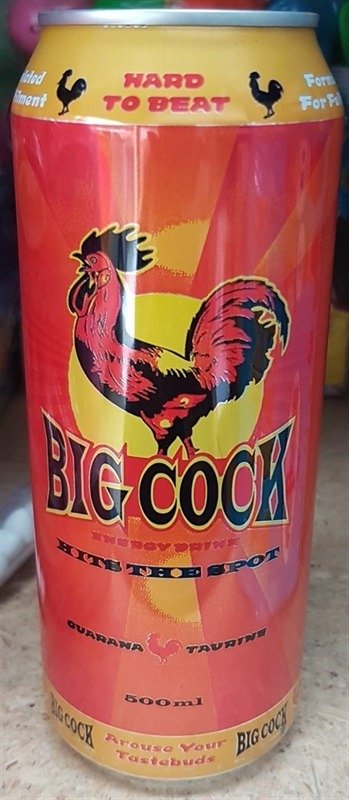 HARD
TO BEAT
BIG COCK
ENERGY DRINK
HITS THE SPOT
GUARANA TAURINE
500ml
BIG COCK
Arouse Your
Tastebuds
BIG COCK